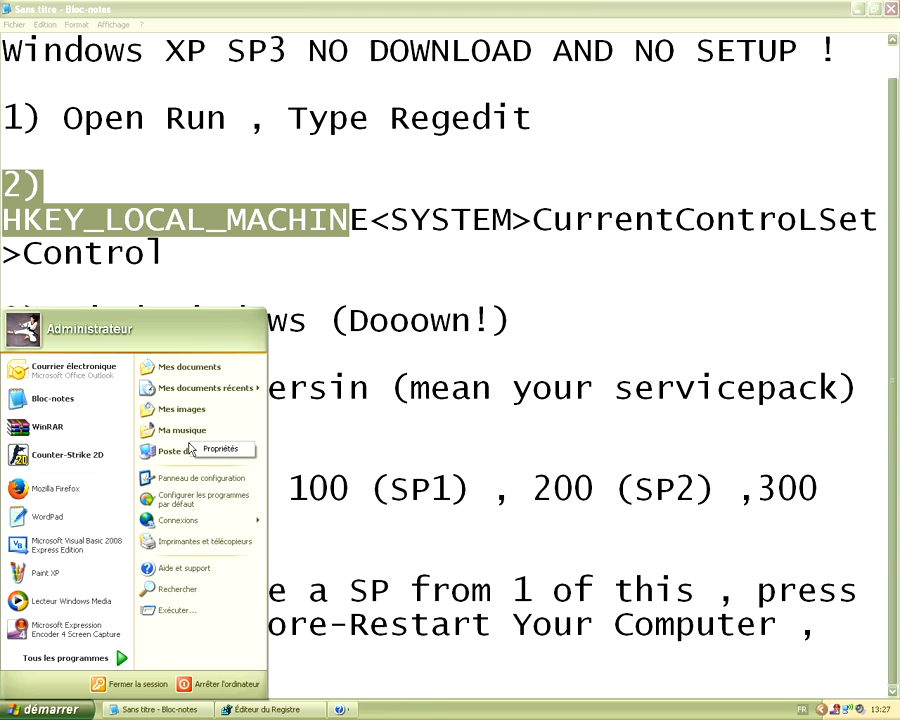 Sans titre - Bloc-notes
Fichier Edition Format Affichage ?
Windows XP SP3 NO DOWNLOAD AND NO SETUP !
1) Open Run , Type Regedit
2)
HKEY_LOCAL_MACHINE<SYSTEM>CurrentControLSet
>Control
ws (Dooown!)
ersin (mean your servicepack)
100 (SP1) , 200 (SP2) ,300
e a SP from 1 of this , press
ore-Restart Your Computer ,
Administrateur
Courrier électronique
Microsoft Office Outlook
Bloc-notes
WinRAR
Counter-Strike 2D
Mozilla Firefox
WordPad
Microsoft Visual Basic 2008
Express Edition
Paint XP
Lecteur Windows Media
Microsoft Expression
Encoder 4 Screen Capture
Tous les programmes
Mes documents
Mes documents récents
Mes images
Ma musique
Poste d
Propriétés
Panneau de configuration
Configurer les programmes
par défaut
Connexions
Imprimantes et télécopieurs
Aide et support
Rechercher
Exécuter...
Fermer la session
Arrêter l'ordinateur
démarrer
Sans titre - Bloc-notes
Éditeur du Registre
FR
13:27